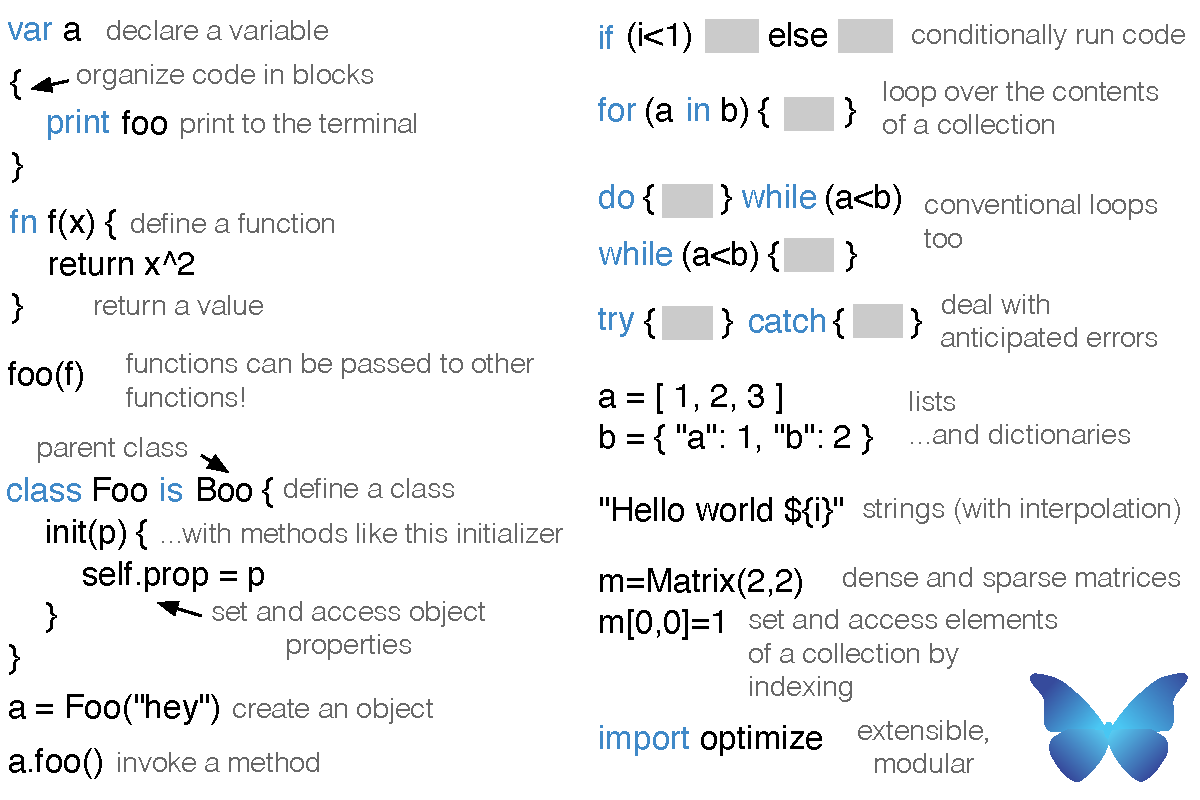 var a declare a variable
{ organize code in blocks
print foo print to the terminal
}
fn f(x) { define a function
return x^2
} return a value
foo(f) functions can be passed to other
functions!
parent class
class Foo is Boo { define a class
init(p) { ...with methods like this initializer
self.prop = p
} set and access object
properties
}
a = Foo("hey") create an object
a.foo() invoke a method
if (i<1) else conditionally run code
for (a in b) { } loop over the contents
of a collection
do { } while (a<b) conventional loops
too
while (a<b) { }
try { } catch { } deal with
anticipated errors
a = [ 1, 2, 3 ] lists
b = { "a": 1, "b": 2 } ...and dictionaries
"Hello world ${i}" strings (with interpolation)
m=Matrix(2,2) dense and sparse matrices
m[0,0]=1 set and access elements
of a collection by
indexing
import optimize extensible,
modular